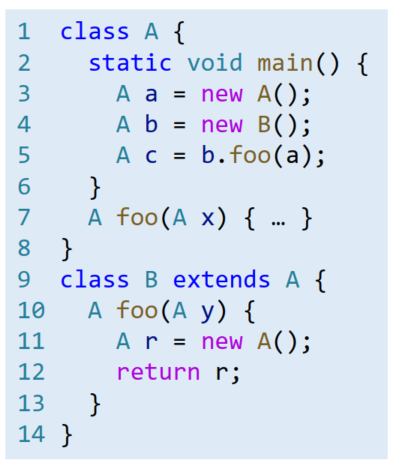 1 class A {
2 static void main() {
3 A a = new A();
4 A b = new B();
5 A c = b.foo(a);
6 }
7 A foo(A x) { … }
8 }
9 class B extends A {
10 A foo(A y) {
11 A r = new A();
12 return r;
13 }
14 }